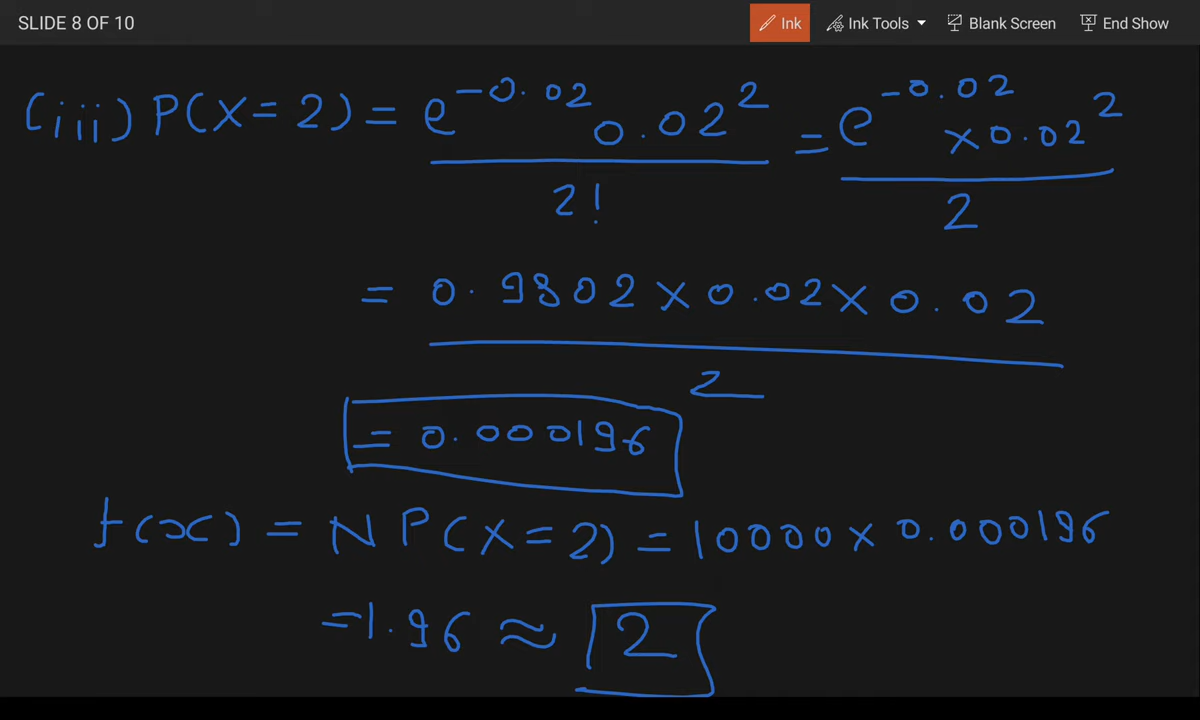 SLIDE 8 OF 10 Ink Ink Tools Blank Screen End Show
(iii) P(X=2) = e^-0.02 0.02^2 / 2! = e^-0.02 × 0.02^2 / 2
= 0.9802 × 0.02 × 0.02 / 2
= 0.000196
f(x) = NP(X=2) = 10000 × 0.000196
= 1.96 ≈ 2